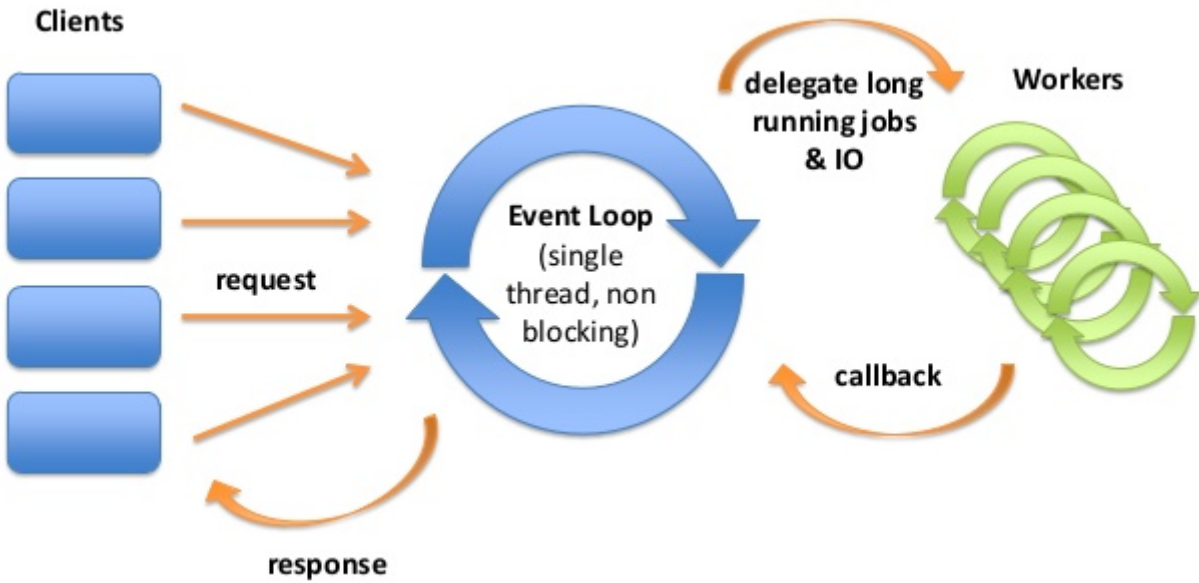 Clients
delegate long
running jobs
& IO
Workers
Event Loop
(single
thread, non
blocking)
request
callback
response